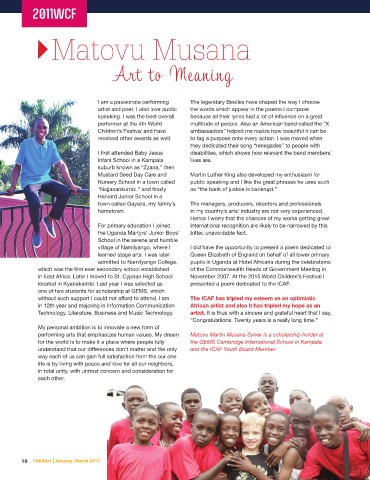 2011WCF
Matovu Musana
Art to Meaning
I am a passionate performing
artist and poet. I also love public
speaking. I was the best overall
performer at the 4th World
Children's Festival and have
received other awards as well.
I first attended Baby Jesus
Infant School in a Kampala
suburb known as "Zzana," then
Mustard Seed Day Care and
Nursery School in a town called
"Najjanankumbi," and finally
Harvard Junior School in a
town called Gayaza, my family's
hometown.
For primary education I joined
the Uganda Martyrs' Junior Boys'
School in the serene and humble
village of Namilyango, where I
learned stage arts. I was later
admitted to Namilyango College,
which was the first ever secondary school established
in East Africa. Later I moved to St. Cyprian High School
located in Kyabakadde. Last year I was selected as
one of two students for scholarship at GEMS, which
without such support I could not afford to attend. I am
in 12th year and majoring in Information Communication
Technology, Literature, Business and Music Technology.
My personal ambition is to innovate a new form of
performing arts that emphasizes human values. My dream
for the world is to make it a place where people fully
understand that our differences don't matter and the only
way each of us can gain full satisfaction from the our one
life is by living with peace and love for all our neighbors,
in total unity, with utmost concern and consideration for
each other.
The legendary Beatles have shaped the way I choose
the words which appear in the poems I compose
because all their lyrics had a lot of influence on a great
multitude of people. Also an American band called the "X
ambassadors" helped me realize how beautiful it can be
to tag a purpose onto every action. I was moved when
they dedicated their song "renegades" to people with
disabilities, which shows how relevant the band members'
lives are.
Martin Luther King also developed my enthusiasm for
public speaking and I like the great phrases he uses such
as "the bank of justice is bankrupt."
The managers, producers, directors and professionals
in my country's arts' industry are not very experienced.
Hence I worry that the chances of my works getting great
international recognition are likely to be narrowed by this
bitter, unavoidable fact.
I did have the opportunity to present a poem dedicated to
Queen Elizabeth of England on behalf of all lower primary
pupils in Uganda at Hotel Africana during the celebrations
of the Commonwealth Heads of Government Meeting in
November 2007. At the 2015 World Children's Festival I
presented a poem dedicated to the ICAF.
The ICAF has tripled my esteem as an optimistic
African artist and also it has tripled my hope as an
artist. It is thus with a sincere and grateful heart that I say,
"Congratulations. Twenty years is a really long time."
Matovu Martin Musana Sylver is a scholarship holder at
the GEMS Cambridge International School in Kampala
and the ICAF Youth Board Member.
10 ChildArt | January- March 2017